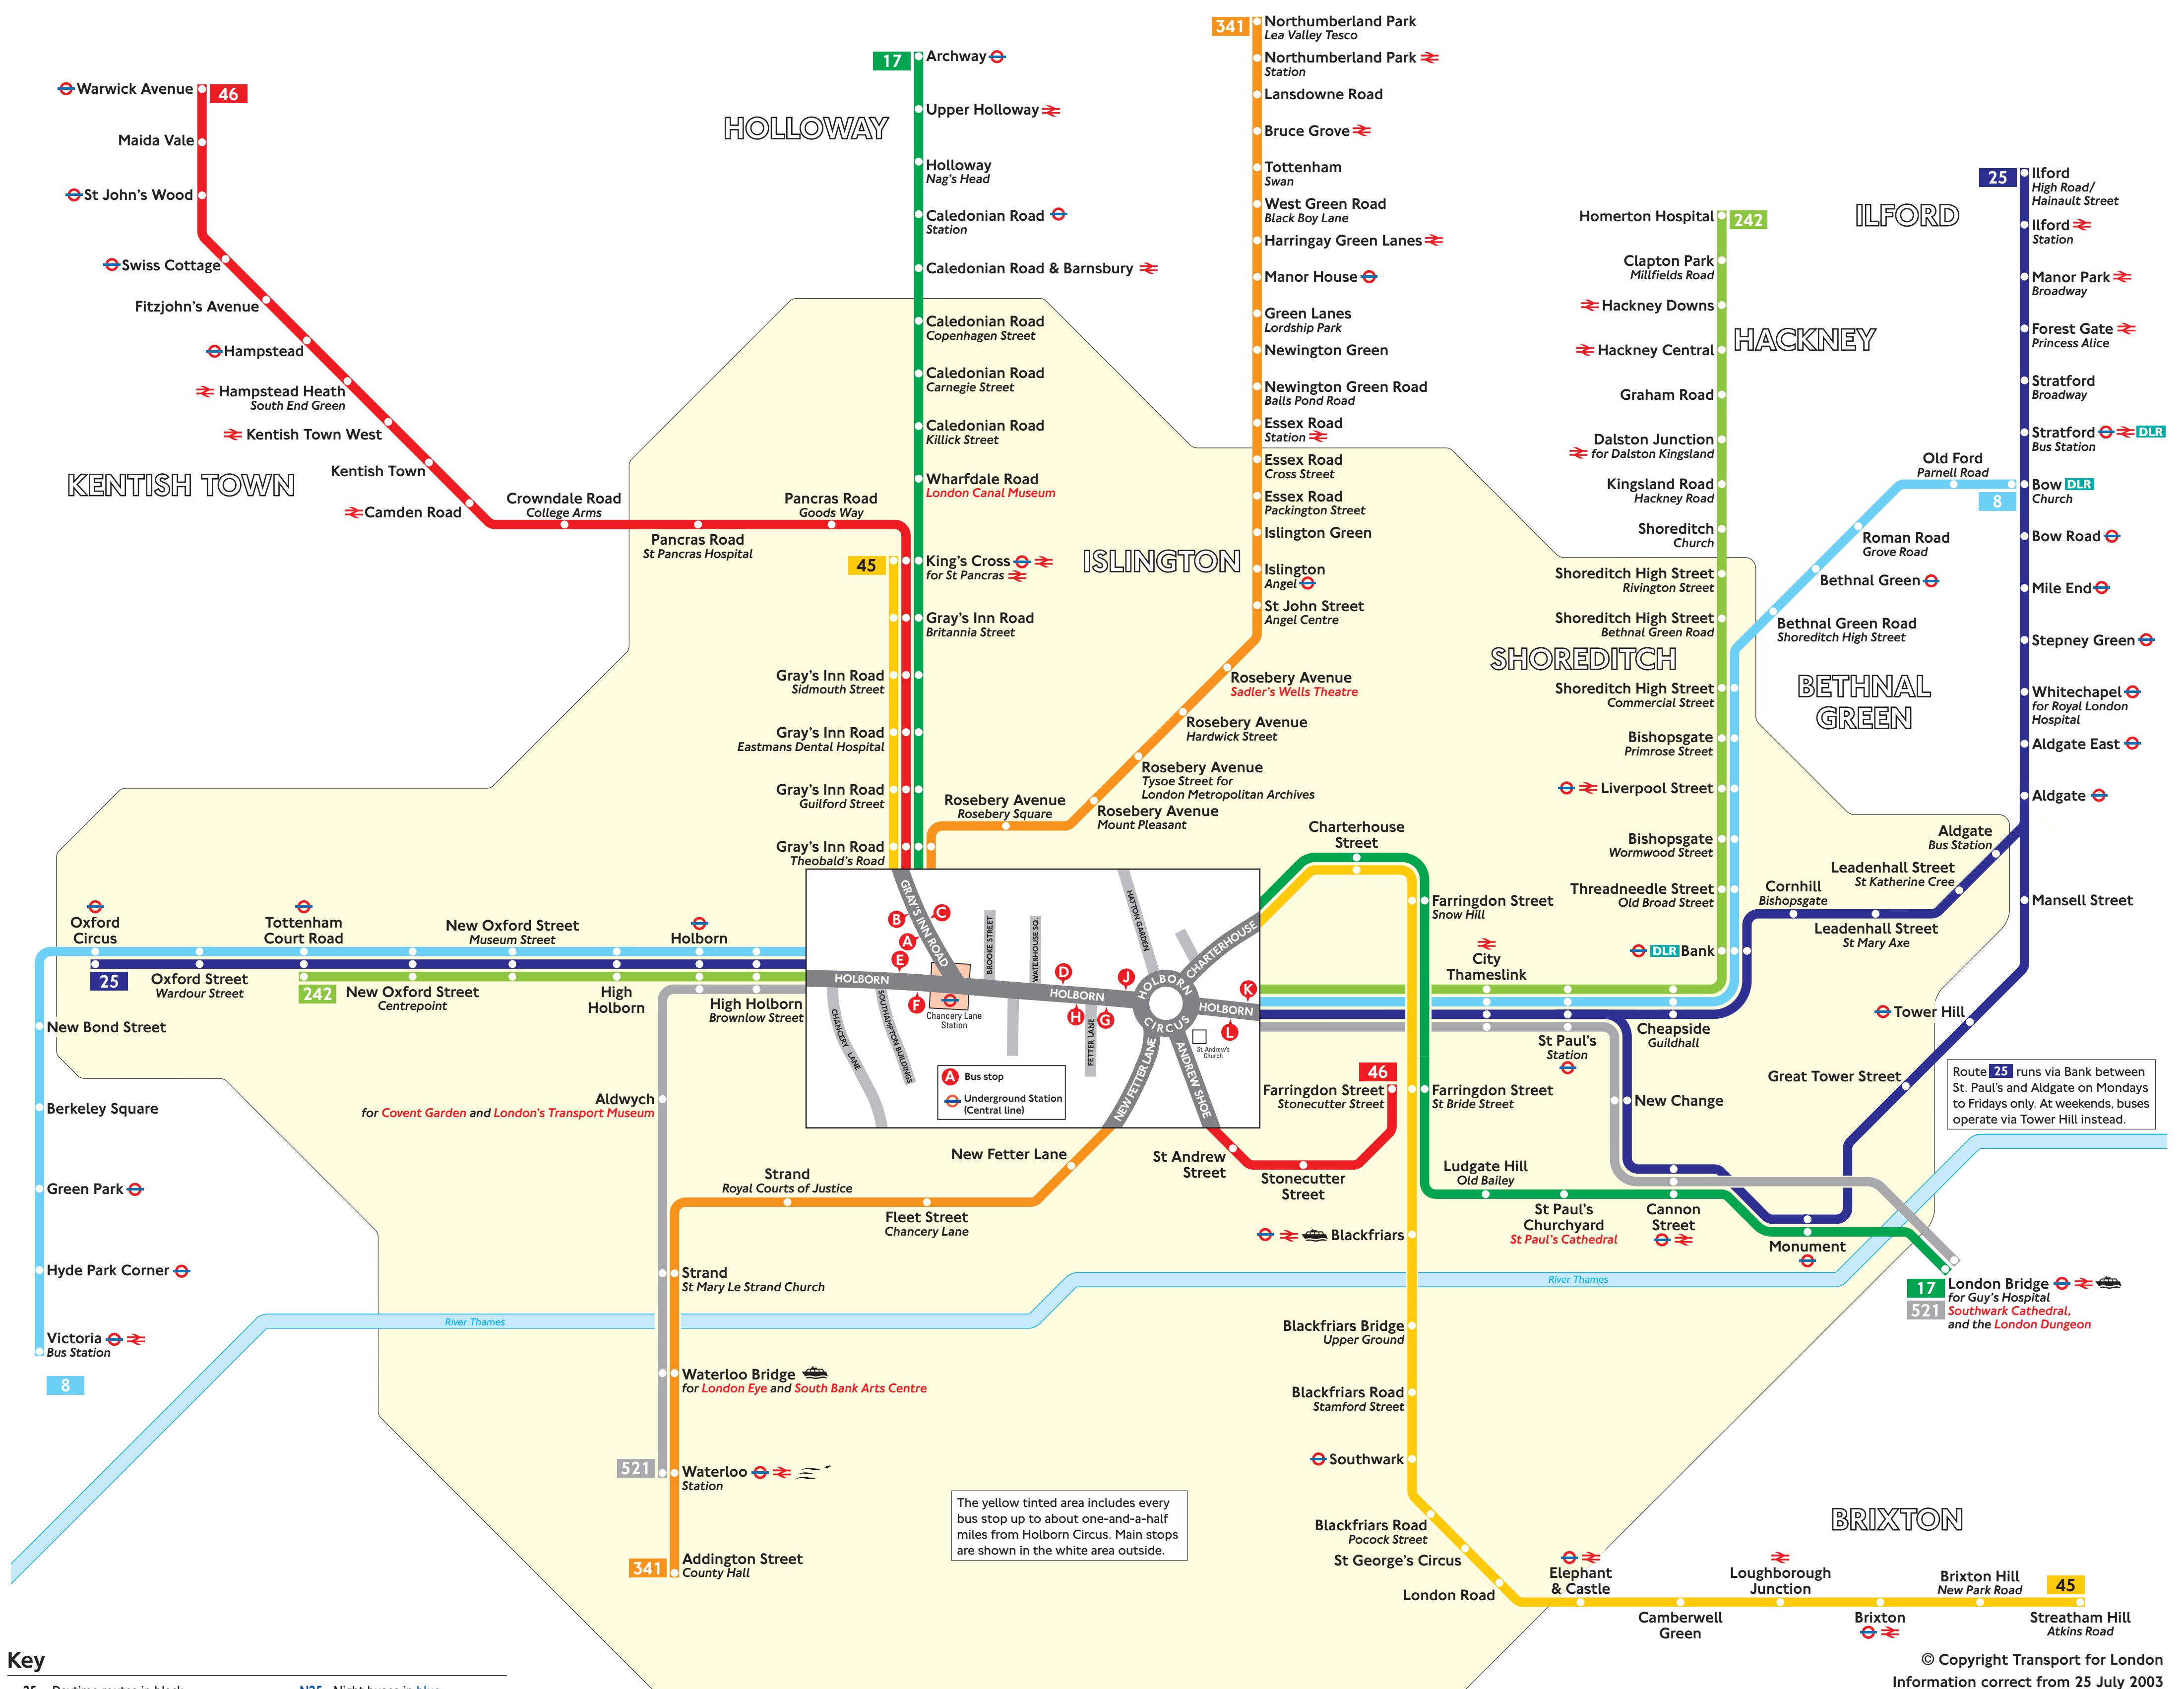 341
Northumberland Park
Lea Valley Tesco
Northumberland Park
Station
Lansdowne Road
Bruce Grove
Tottenham
Swan
West Green Road
Black Boy Lane
Harringay Green Lanes
Manor House
Green Lanes
Lordship Park
Newington Green
Newington Green Road
Balls Pond Road
Essex Road
Station
Essex Road
Cross Street
Essex Road
Packington Street
Islington Green
Islington
Angel
St John Street
Angel Centre
Rosebery Avenue
Sadler's Wells Theatre
Rosebery Avenue
Hardwick Street
Rosebery Avenue
Tysoe Street for
London Metropolitan Archives
Rosebery Avenue
Mount Pleasant
Rosebery Avenue
Rosebery Square
17
Archway
Upper Holloway
Holloway
Nag's Head
Caledonian Road
Station
Caledonian Road & Barnsbury
Caledonian Road
Copenhagen Street
Caledonian Road
Carnegie Street
Caledonian Road
Killick Street
Wharfdale Road
London Canal Museum
King's Cross
for St Pancras
45
Gray's Inn Road
Britannia Street
Gray's Inn Road
Sidmouth Street
Gray's Inn Road
Eastmans Dental Hospital
Gray's Inn Road
Guilford Street
Gray's Inn Road
Theobald's Road
HOLLOWAY
ISLINGTON
Warwick Avenue
46
Maida Vale
St John's Wood
Swiss Cottage
Fitzjohn's Avenue
Hampstead
Hampstead Heath
South End Green
Kentish Town West
Kentish Town
Camden Road
KENTISH TOWN
Crowndale Road
College Arms
Pancras Road
St Pancras Hospital
Pancras Road
Goods Way
Homerton Hospital
242
Clapton Park
Millfields Road
Hackney Downs
Hackney Central
HACKNEY
Graham Road
Dalston Junction
for Dalston Kingsland
Kingsland Road
Hackney Road
Shoreditch
Church
Shoreditch High Street
Rivington Street
Shoreditch High Street
Bethnal Green Road
SHOREDITCH
Shoreditch High Street
Commercial Street
Bishopsgate
Primrose Street
Liverpool Street
Bishopsgate
Wormwood Street
Threadneedle Street
Old Broad Street
DLR Bank
25
Ilford
High Road/
Hainault Street
ILFORD
Ilford
Station
Manor Park
Broadway
Forest Gate
Princess Alice
Stratford
Broadway
Stratford DLR
Bus Station
Bow DLR
Church
8
Old Ford
Parnell Road
Roman Road
Grove Road
Bethnal Green
Bethnal Green Road
Shoreditch High Street
BETHNAL
GREEN
Bow Road
Mile End
Stepney Green
Whitechapel
for Royal London
Hospital
Aldgate East
Aldgate
Aldgate
Bus Station
Leadenhall Street
St Katherine Cree
Cornhill
Bishopsgate
Leadenhall Street
St Mary Axe
Mansell Street
Tower Hill
Great Tower Street
Route 25 runs via Bank between
St. Paul's and Aldgate on Mondays
to Fridays only. At weekends, buses
operate via Tower Hill instead.
Oxford
Circus
25
Oxford Street
Wardour Street
Tottenham
Court Road
242
New Oxford Street
Centrepoint
New Oxford Street
Museum Street
High
Holborn
Holborn
High Holborn
Brownlow Street
New Bond Street
Berkeley Square
Green Park
Hyde Park Corner
Victoria
Bus Station
8
GRAY'S INN ROAD
B
C
A
E
BROOKE STREET
WATERHOUSE SQ.
HATTON GARDEN
CHARTERHOUSE
HOLBORN
F
Chancery Lane
Station
D
HOLBORN
H
G
J
HOLBORN
CIRCUS
K
HOLBORN
L
St Andrew's
Church
CHANCERY LANE
SOUTHAMPTON BUILDINGS
FETTER LANE
NEW FETTER LANE
ANDREW SHOE
A Bus stop
Underground Station
(Central line)
Charterhouse
Street
Farringdon Street
Snow Hill
City
Thameslink
St Paul's
Station
Cheapside
Guildhall
New Change
46
Farringdon Street
Stonecutter Street
Farringdon Street
St Bride Street
St Andrew
Street
Stonecutter
Street
Ludgate Hill
Old Bailey
St Paul's
Churchyard
St Paul's Cathedral
Cannon
Street
Monument
17
521
London Bridge
for Guy's Hospital
Southwark Cathedral,
and the London Dungeon
Aldwych
for Covent Garden and London's Transport Museum
New Fetter Lane
Strand
Royal Courts of Justice
Fleet Street
Chancery Lane
Strand
St Mary Le Strand Church
River Thames
River Thames
Waterloo Bridge
for London Eye and South Bank Arts Centre
521
Waterloo
Station
341
Addington Street
County Hall
The yellow tinted area includes every
bus stop up to about one-and-a-half
miles from Holborn Circus. Main stops
are shown in the white area outside.
Blackfriars
Blackfriars Bridge
Upper Ground
Blackfriars Road
Stamford Street
Southwark
Blackfriars Road
Pocock Street
St George's Circus
London Road
Elephant
& Castle
Camberwell
Green
Loughborough
Junction
Brixton
Brixton Hill
New Park Road
45
Streatham Hill
Atkins Road
BRIXTON
Key
© Copyright Transport for London
Information correct from 25 July 2003